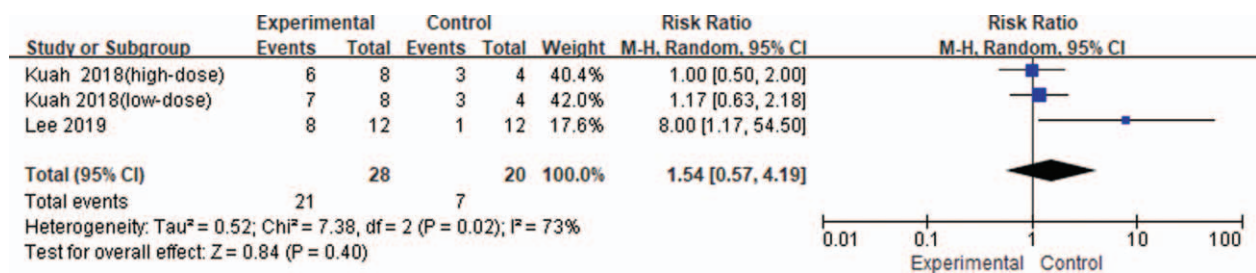 Experimental Control Risk Ratio Risk Ratio
Study or Subgroup Events Total Events Total Weight M-H, Random, 95% CI M-H, Random, 95% CI
Kuah 2018(high-dose) 6 8 3 4 40.4% 1.00 [0.50, 2.00]
Kuah 2018(low-dose) 7 8 3 4 42.0% 1.17 [0.63, 2.18]
Lee 2019 8 12 1 12 17.6% 8.00 [1.17, 54.50]
Total (95% CI) 28 20 100.0% 1.54 [0.57, 4.19]
Total events 21 7
Heterogeneity: Tau² = 0.52; Chi² = 7.38, df = 2 (P = 0.02); I² = 73%
Test for overall effect: Z = 0.84 (P = 0.40)
0.01 0.1 1 10 100
Experimental Control